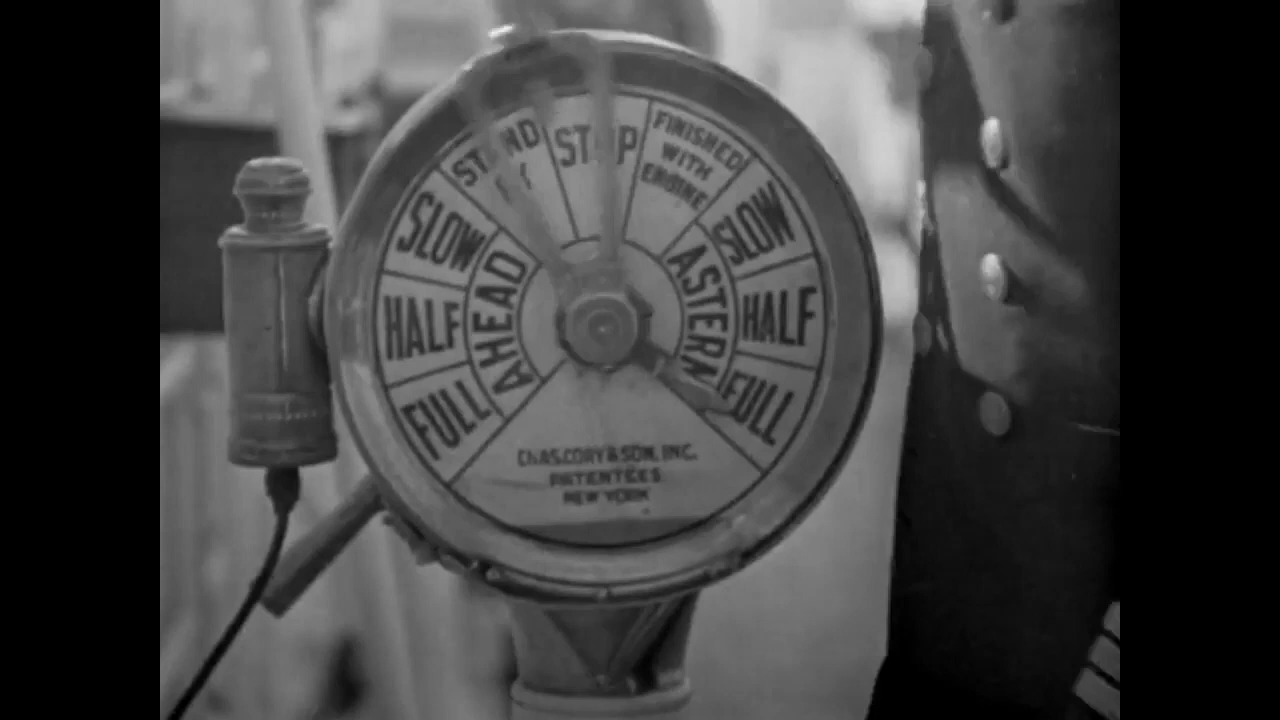 STAND
BY
STOP
FINISHED
WITH
ENGINE
SLOW
SLOW
HALF
HALF
FULL
FULL
AHEAD
ASTERN
CHAS. CORY & SON, INC.
PATENTEES
NEW YORK